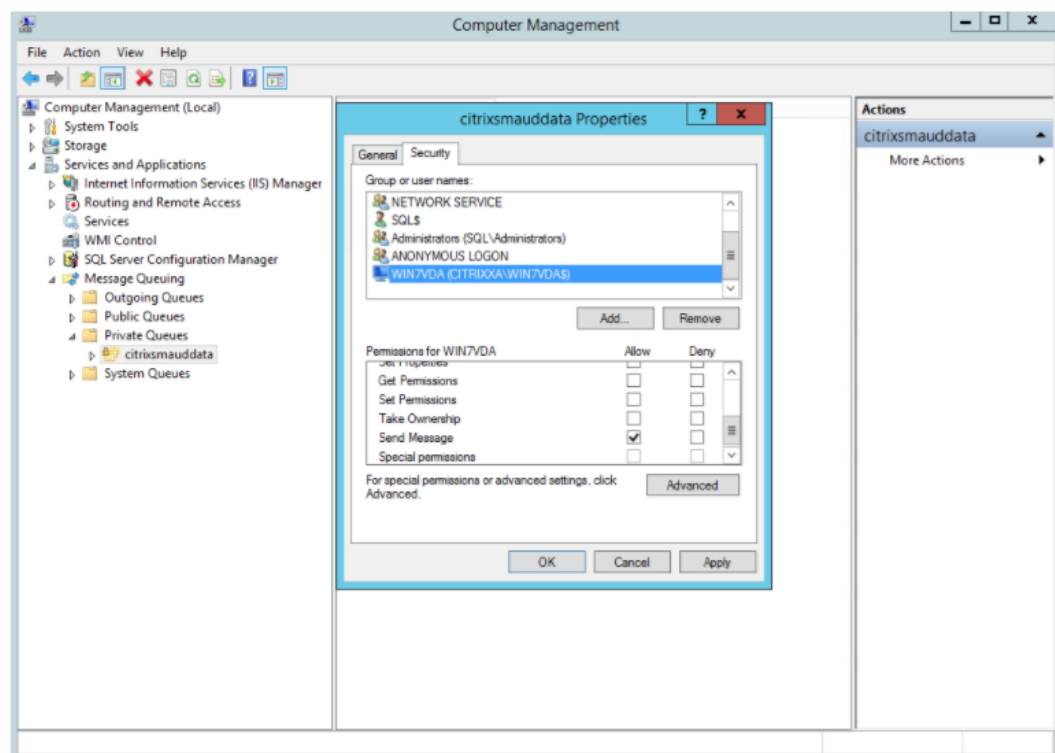 Computer Management
File Action View Help
Computer Management (Local)
System Tools
Storage
Services and Applications
Internet Information Services (IIS) Manager
Routing and Remote Access
Services
WMI Control
SQL Server Configuration Manager
Message Queuing
Outgoing Queues
Public Queues
Private Queues
citrixsmauddata
System Queues
citrixsmauddata Properties
General Security
Group or user names:
NETWORK SERVICE
SQL$
Administrators (SQL\Administrators)
ANONYMOUS LOGON
WIN7VDA (CITRIXXA\WIN7VDA$)
Add... Remove
Permissions for WIN7VDA Allow Deny
Set Properties
Get Permissions
Set Permissions
Take Ownership
Send Message
Special permissions
For special permissions or advanced settings, click
Advanced.
Advanced
OK Cancel Apply
Actions
citrixsmauddata
More Actions